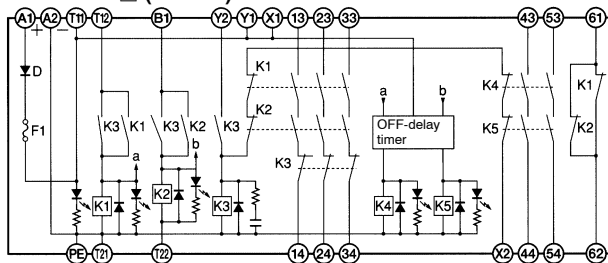 A1 A2 T11 T12 B1 Y2 Y1 X1 13 23 33 43 53 61
+ −
D
K1 K4 K1
a b
K3 K1 K3 K2 K3 K2 OFF-delay timer K5 K2
F1
a b
K3
K1 K2 K3 K4 K5
PE T21 T22 14 24 34 X2 44 54 62